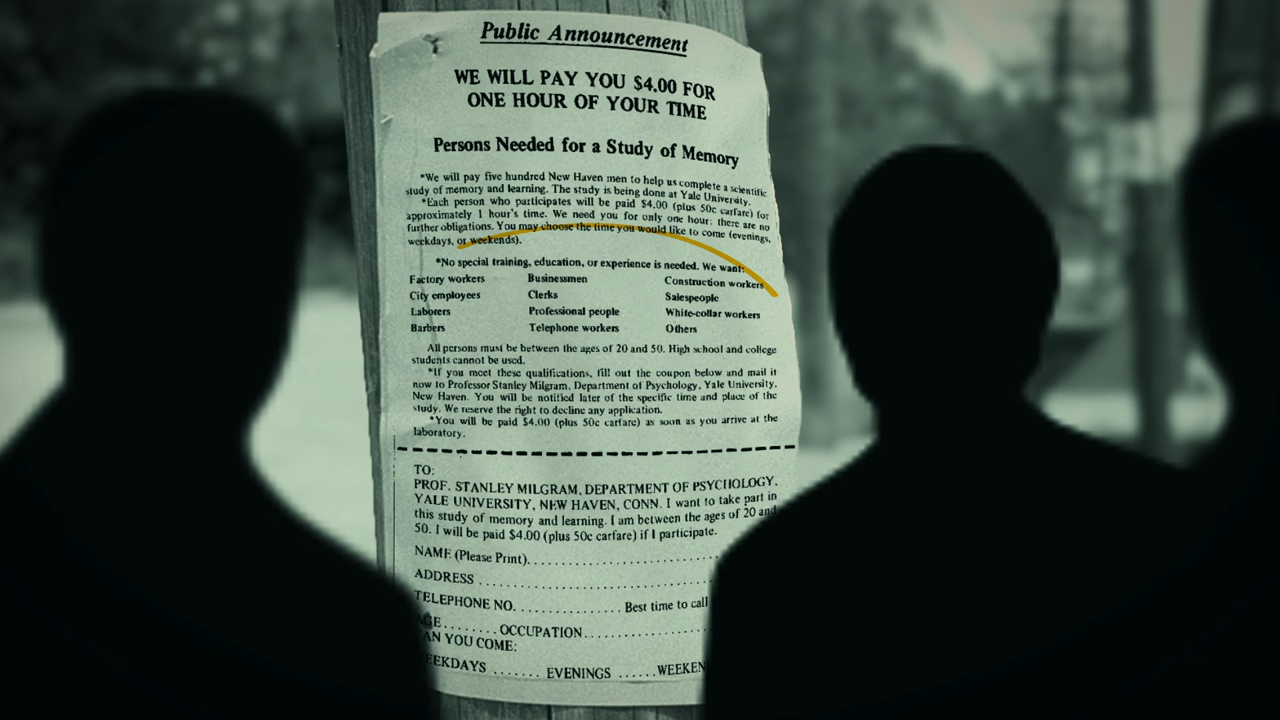 Public Announcement
WE WILL PAY YOU $4.00 FOR
ONE HOUR OF YOUR TIME
Persons Needed for a Study of Memory
*We will pay five hundred New Haven men to help us complete a scientific
study of memory and learning. The study is being done at Yale University.
*Each person who participates will be paid $4.00 (plus 50c carfare) for
approximately 1 hour's time. We need you for only one hour: there are no
further obligations. You may choose the time you would like to come (evenings,
weekdays, or weekends).
*No special training, education, or experience is needed. We want:
Factory workers Businessmen Construction workers
City employees Clerks Salespeople
Laborers Professional people White-collar workers
Barbers Telephone workers Others
All persons must be between the ages of 20 and 50. High school and college
students cannot be used.
*If you meet these qualifications, fill out the coupon below and mail it
now to Professor Stanley Milgram, Department of Psychology, Yale University,
New Haven. You will be notified later of the specific time and place of the
study. We reserve the right to decline any application.
*You will be paid $4.00 (plus 50c carfare) as soon as you arrive at the
laboratory.
TO:
PROF. STANLEY MILGRAM, DEPARTMENT OF PSYCHOLOGY,
YALE UNIVERSITY, NEW HAVEN, CONN. I want to take part in
this study of memory and learning. I am between the ages of 20 and
50. I will be paid $4.00 (plus 50c carfare) if I participate.
NAME (Please Print). . . . . . . . . . . . . . . . . . . .
ADDRESS . . . . . . . . . . . . . . . . . . . . . . . .
TELEPHONE NO. . . . . . . . . . . . . . Best time to call
AGE . . . . . . . . OCCUPATION. . . . . . . . . . . . . .
CAN YOU COME:
WEEKDAYS . . . . . . . EVENINGS . . . . . . WEEKEN